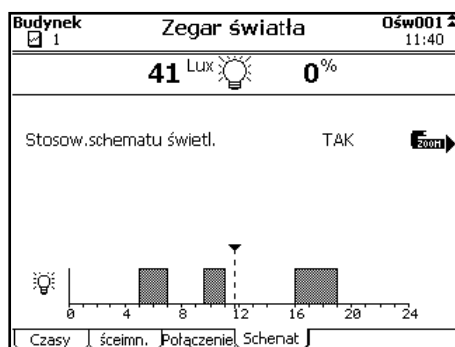 Budynek
Zegar światła
Ośw001
1
11:40
41 Lux 0%
Stosow.schematu świetl.
TAK
ZOOM
0 4 8 12 16 20 24
Czasy ściemn. Połączenie Schenat